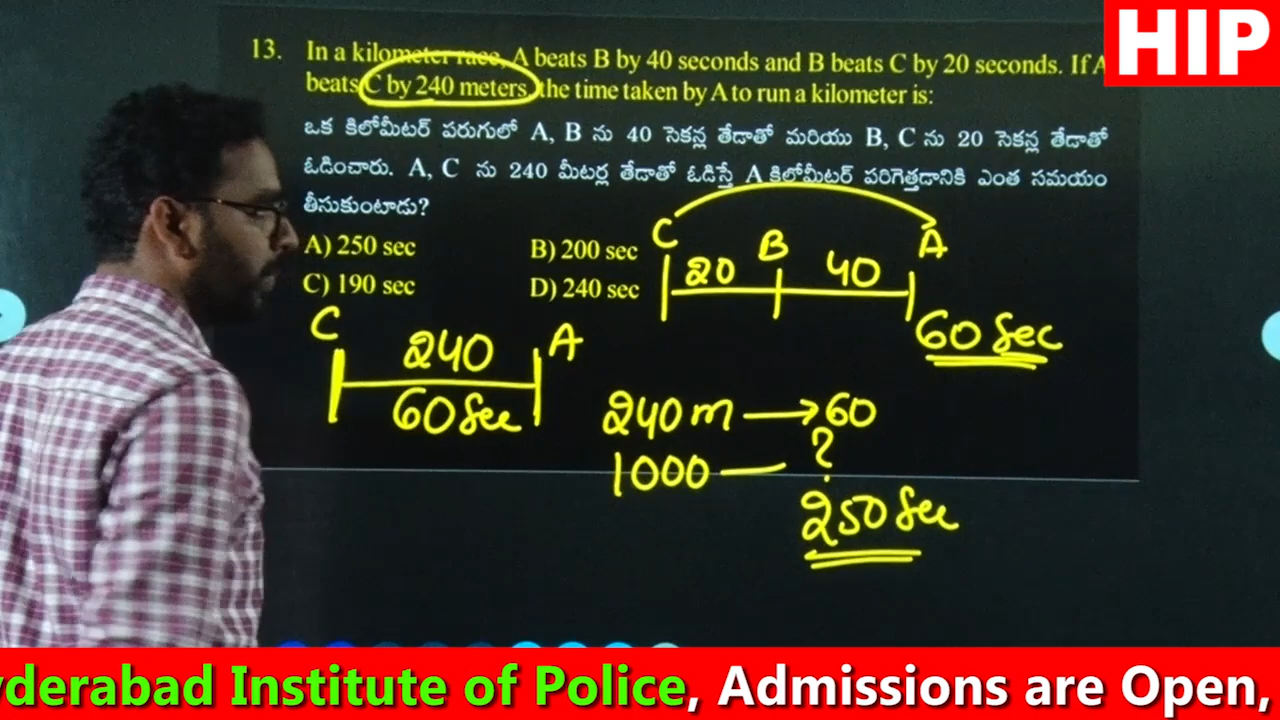 HIP
13. In a kilometer race, A beats B by 40 seconds and B beats C by 20 seconds. If A
beats C by 240 meters, the time taken by A to run a kilometer is:
ఒక కిలోమీటర్ పరుగులో A, B ను 40 సెకన్ల తేడాతో మరియు B, C ను 20 సెకన్ల తేడాతో
ఓడించారు. A, C ను 240 మీటర్ల తేడాతో ఓడిస్తే A కిలోమీటర్ పరిగెత్తడానికి ఎంత సమయం
తీసుకుంటాడు?
A) 250 sec B) 200 sec
C) 190 sec D) 240 sec
C B A
20 40
60 Sec
C 240 A
60 Sec
240 m → 60
1000 — ?
250 Sec
yderabad Institute of Police, Admissions are Open,